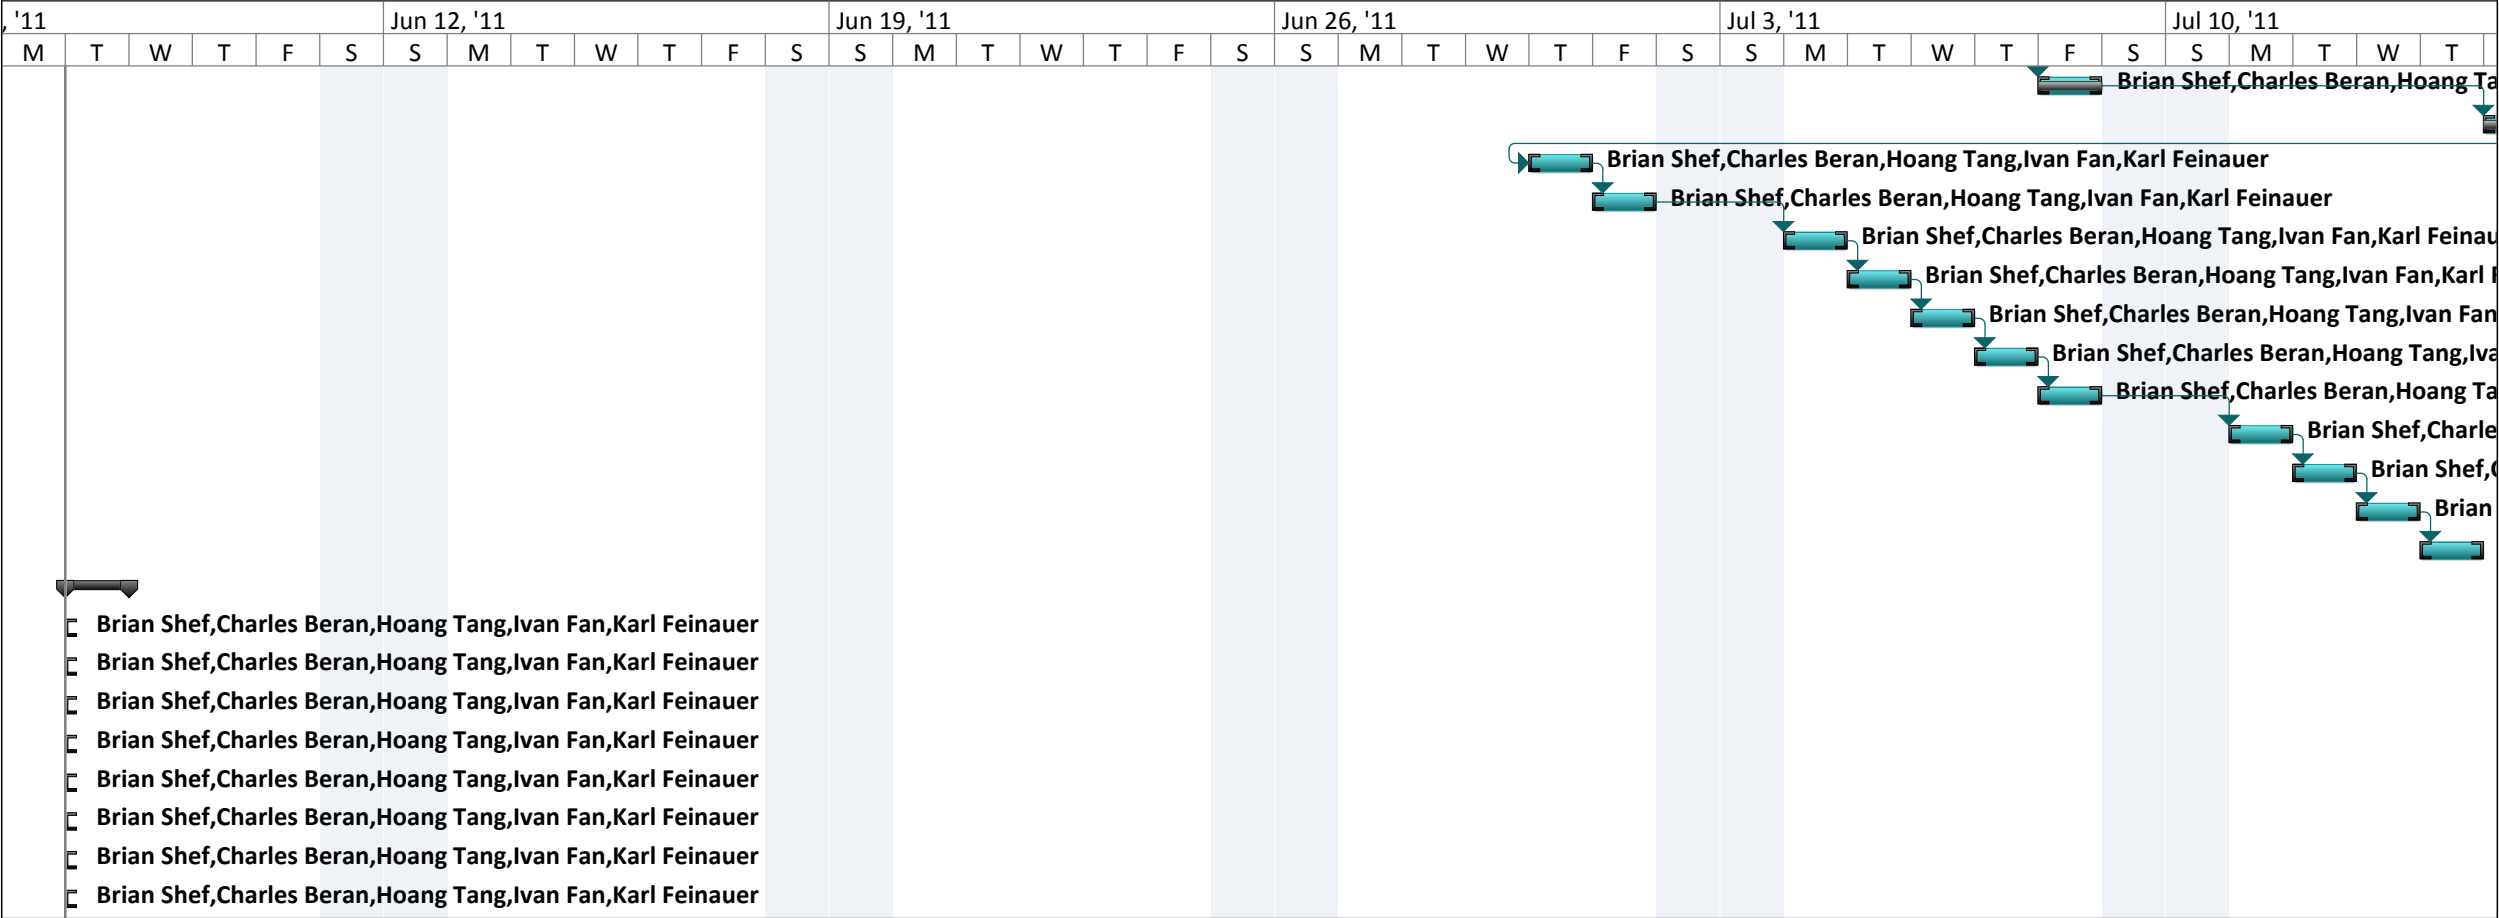 , '11 Jun 12, '11 Jun 19, '11 Jun 26, '11 Jul 3, '11 Jul 10, '11
M T W T F S S M T W T F S S M T W T F S S M T W T F S S M T W T F S S M T W T
Brian Shef,Charles Beran,Hoang Ta
Brian Shef,Charles Beran,Hoang Tang,Ivan Fan,Karl Feinauer
Brian Shef,Charles Beran,Hoang Tang,Ivan Fan,Karl Feinauer
Brian Shef,Charles Beran,Hoang Tang,Ivan Fan,Karl Feinau
Brian Shef,Charles Beran,Hoang Tang,Ivan Fan,Karl
Brian Shef,Charles Beran,Hoang Tang,Ivan Fan
Brian Shef,Charles Beran,Hoang Tang,Iva
Brian Shef,Charles Beran,Hoang Ta
Brian Shef,Charle
Brian Shef,
Brian
Brian Shef,Charles Beran,Hoang Tang,Ivan Fan,Karl Feinauer
Brian Shef,Charles Beran,Hoang Tang,Ivan Fan,Karl Feinauer
Brian Shef,Charles Beran,Hoang Tang,Ivan Fan,Karl Feinauer
Brian Shef,Charles Beran,Hoang Tang,Ivan Fan,Karl Feinauer
Brian Shef,Charles Beran,Hoang Tang,Ivan Fan,Karl Feinauer
Brian Shef,Charles Beran,Hoang Tang,Ivan Fan,Karl Feinauer
Brian Shef,Charles Beran,Hoang Tang,Ivan Fan,Karl Feinauer
Brian Shef,Charles Beran,Hoang Tang,Ivan Fan,Karl Feinauer